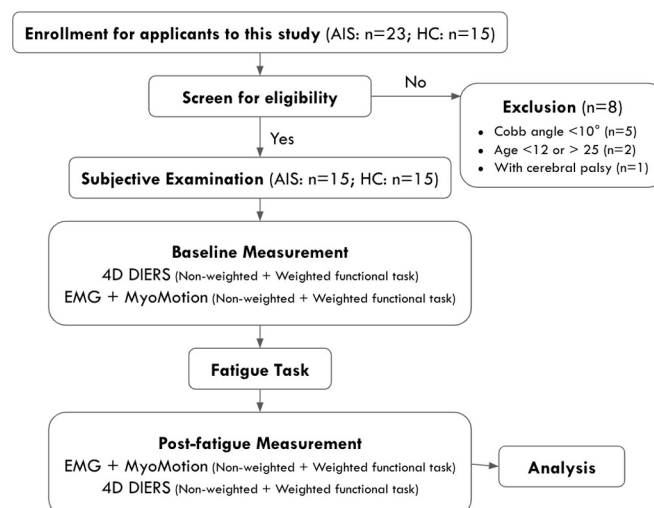 Enrollment for applicants to this study (AIS: n=23; HC: n=15)
Screen for eligibility
No
Exclusion (n=8)
• Cobb angle <10° (n=5)
• Age <12 or > 25 (n=2)
• With cerebral palsy (n=1)
Yes
Subjective Examination (AIS: n=15; HC: n=15)
Baseline Measurement
4D DIERS (Non-weighted + Weighted functional task)
EMG + MyoMotion (Non-weighted + Weighted functional task)
Fatigue Task
Post-fatigue Measurement
EMG + MyoMotion (Non-weighted + Weighted functional task)
4D DIERS (Non-weighted + Weighted functional task)
Analysis